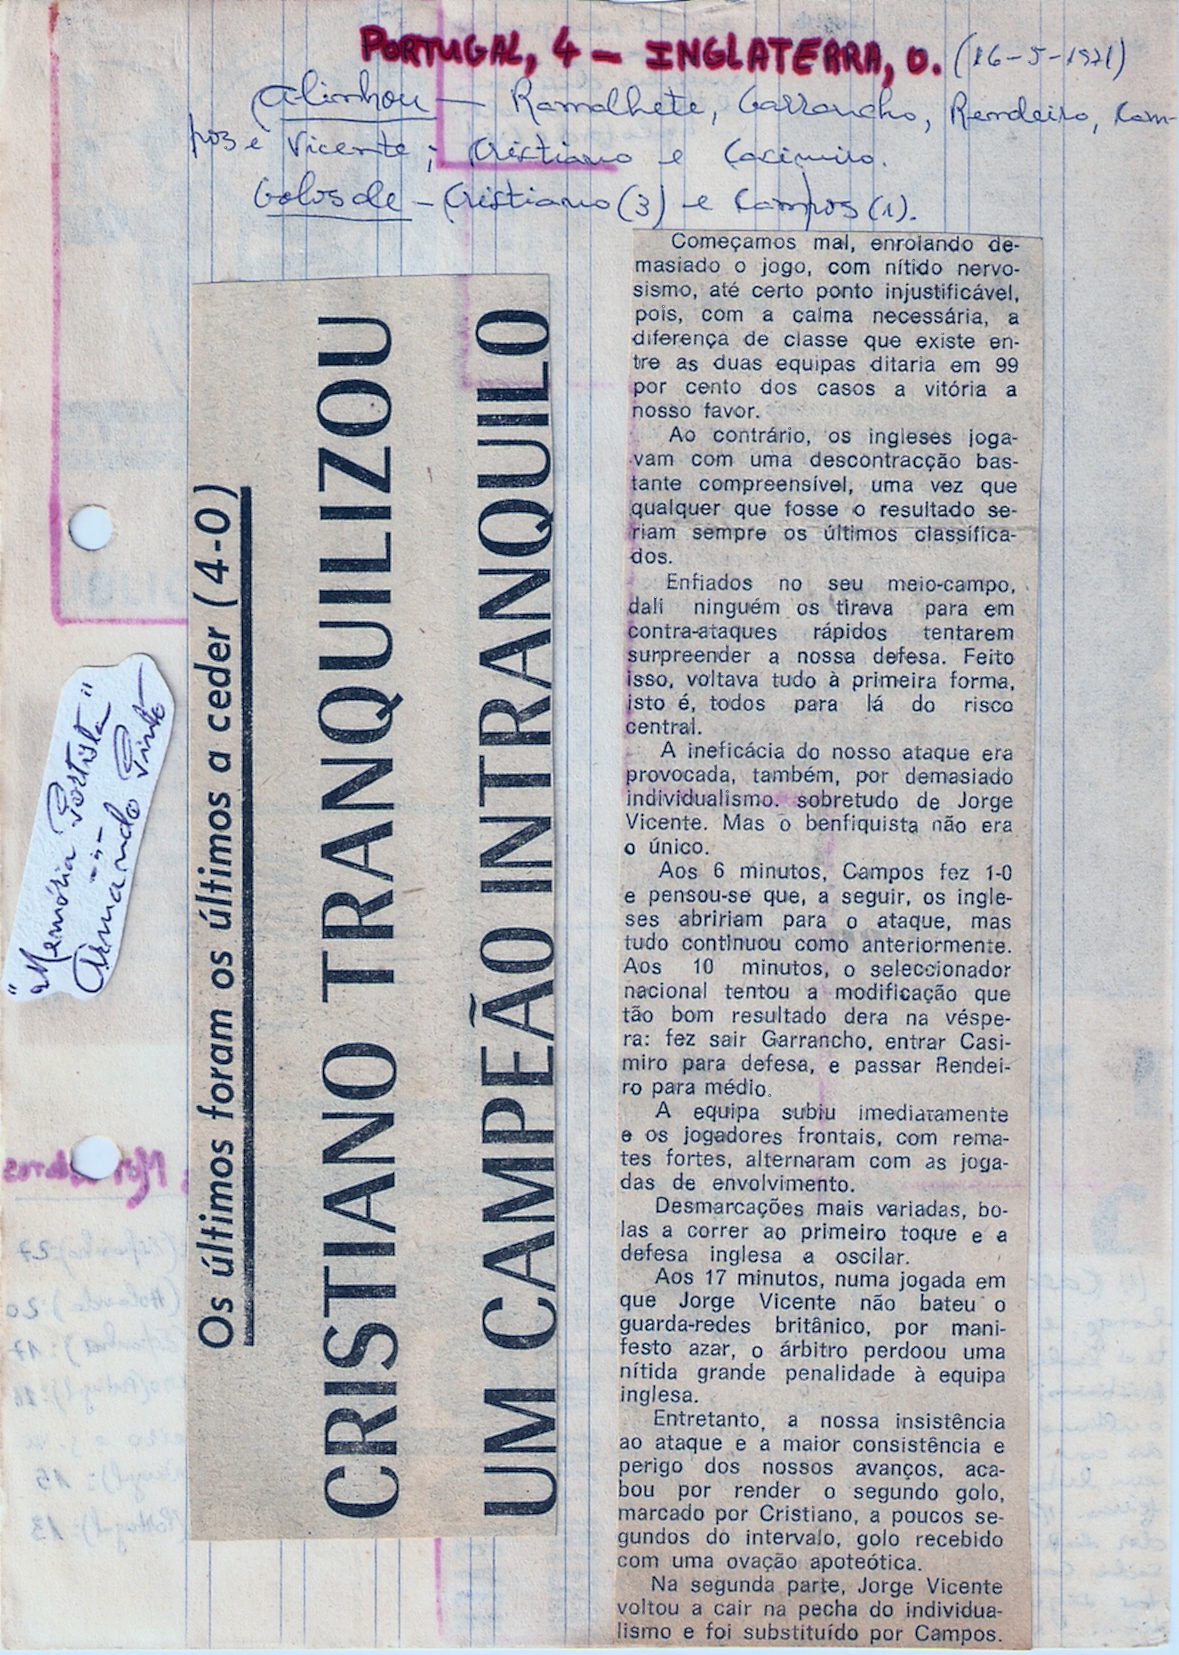 PORTUGAL, 4 – INGLATERRA, 0. (16-5-1971)
Alinhou — Ramalhete, Garrancho, Rendeiro, Cam-
pos e Vicente; Cristiano e Casimiro.
Golos de – Cristiano (3) e Campos (1).
Os últimos foram os últimos a ceder (4-0)
CRISTIANO TRANQUILIZOU
UM CAMPEÃO INTRANQUILO
"Memória Portista"
Armando Pinto
Começamos mal, enrolando de-
masiado o jogo, com nítido nervo-
sismo, até certo ponto injustificável,
pois, com a calma necessária, a
diferença de classe que existe en-
tre as duas equipas ditaria em 99
por cento dos casos a vitória a
nosso favor.
Ao contrário, os ingleses joga-
vam com uma descontracção bas-
tante compreensível, uma vez que
qualquer que fosse o resultado se-
riam sempre os últimos classifica-
dos.
Enfiados no seu meio-campo,
dali ninguém os tirava para em
contra-ataques rápidos tentarem
surpreender a nossa defesa. Feito
isso, voltava tudo à primeira forma,
isto é, todos para lá do risco
central.
A ineficácia do nosso ataque era
provocada, também, por demasiado
individualismo. sobretudo de Jorge
Vicente. Mas o benfiquista não era
o único.
Aos 6 minutos, Campos fez 1-0
e pensou-se que, a seguir, os ingle-
ses abririam para o ataque, mas
tudo continuou como anteriormente.
Aos 10 minutos, o seleccionador
nacional tentou a modificação que
tão bom resultado dera na véspe-
ra: fez sair Garrancho, entrar Casi-
miro para defesa, e passar Rendei-
ro para médio.
A equipa subiu imediatamente
e os jogadores frontais, com rema-
tes fortes, alternaram com as joga-
das de envolvimento.
Desmarcações mais variadas, bo-
las a correr ao primeiro toque e a
defesa inglesa a oscilar.
Aos 17 minutos, numa jogada em
que Jorge Vicente não bateu o
guarda-redes britânico, por mani-
festo azar, o árbitro perdoou uma
nítida grande penalidade à equipa
inglesa.
Entretanto, a nossa insistência
ao ataque e a maior consistência e
perigo dos nossos avanços, aca-
bou por render o segundo golo,
marcado por Cristiano, a poucos se-
gundos do intervalo, golo recebido
com uma ovação apoteótica.
Na segunda parte, Jorge Vicente
voltou a cair na pecha do individua-
lismo e foi substituído por Campos.